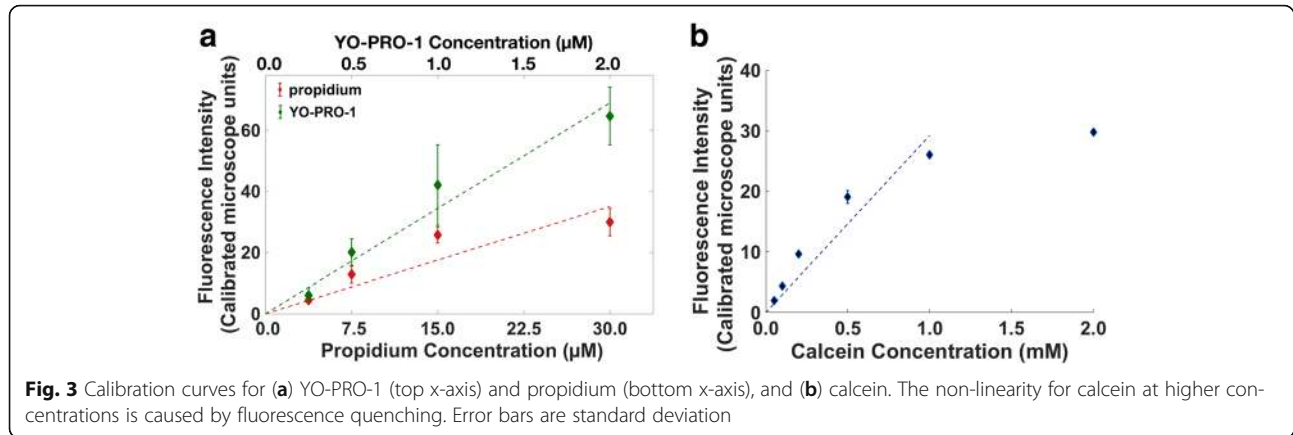 a
YO-PRO-1 Concentration (µM)
0.0 0.5 1.0 1.5 2.0
propidium
YO-PRO-1
Fluorescence Intensity
(Calibrated microscope units)
60
40
20
0
0.0 7.5 15.0 22.5 30.0
Propidium Concentration (µM)
b
Fluorescence Intensity
(Calibrated microscope units)
40
30
20
10
0
0.0 0.5 1.0 1.5 2.0
Calcein Concentration (mM)
Fig. 3 Calibration curves for (a) YO-PRO-1 (top x-axis) and propidium (bottom x-axis), and (b) calcein. The non-linearity for calcein at higher con-
centrations is caused by fluorescence quenching. Error bars are standard deviation